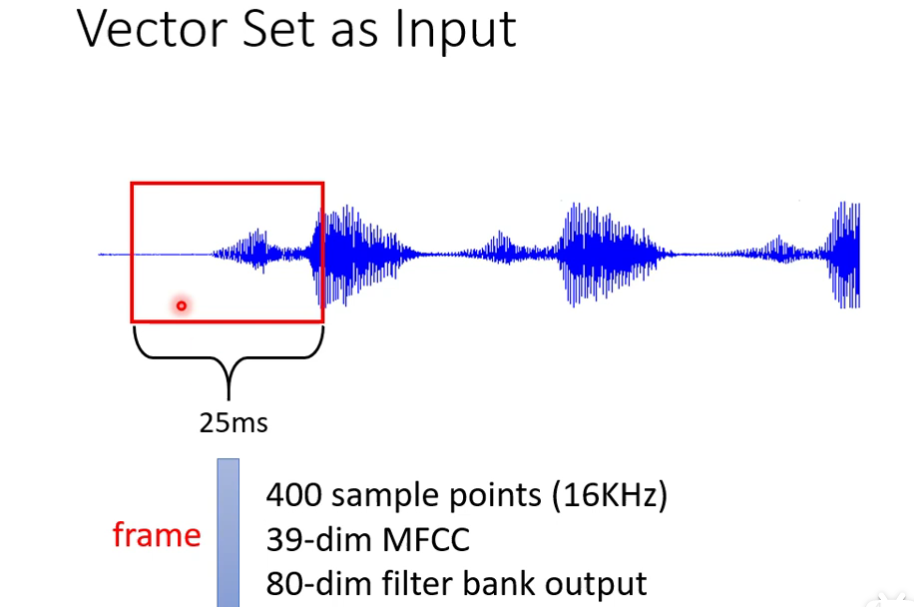 Vector Set as Input
25ms
400 sample points (16KHz)
frame
39-dim MFCC
80-dim filter bank output